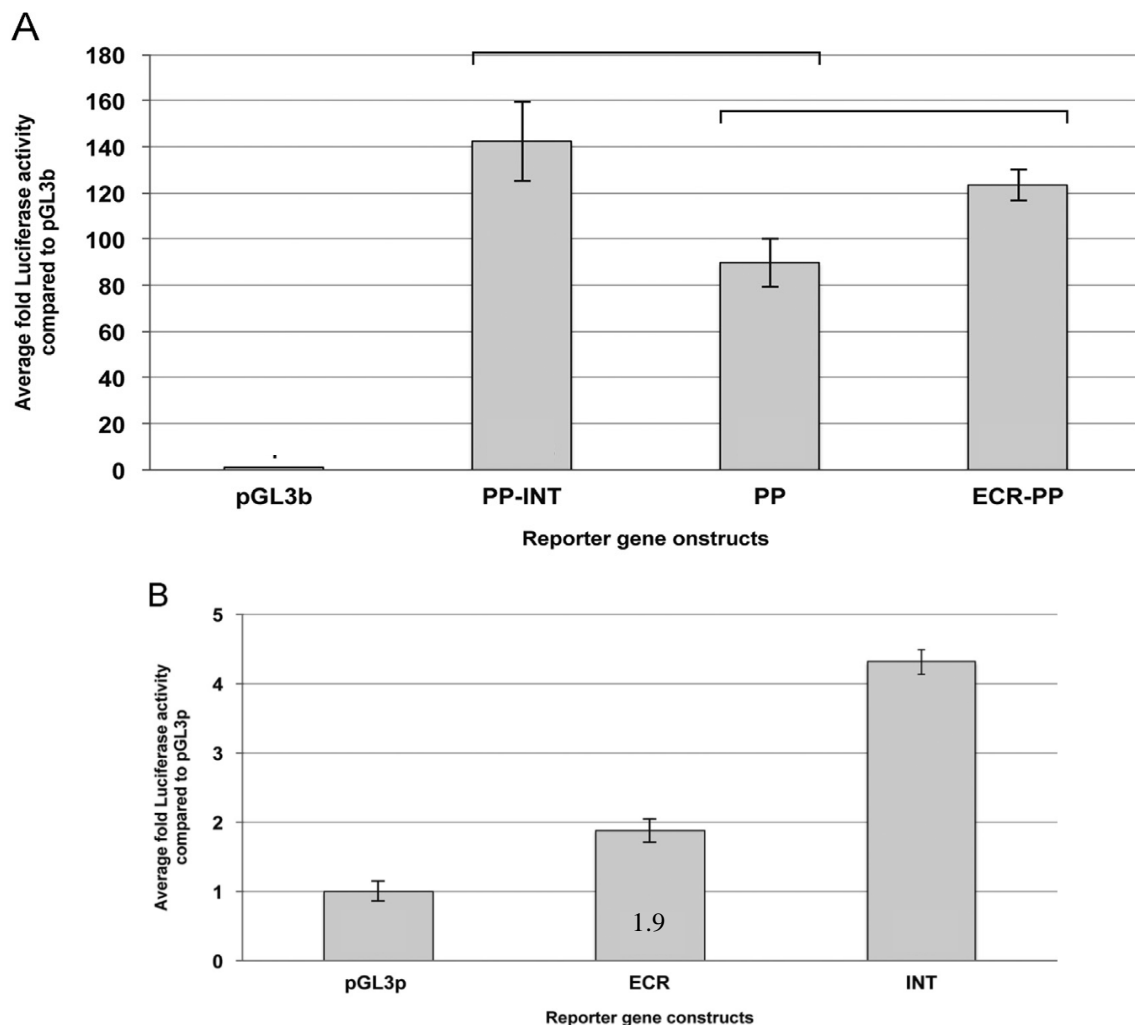 A
Average fold Luciferase activity
compared to pGL3b
180
160
140
120
100
80
60
40
20
0
pGL3b PP-INT PP ECR-PP
Reporter gene onstructs
B
Average fold Luciferase activity
compared to pGL3p
5
4
3
2
1
0
1.9
pGL3p ECR INT
Reporter gene constructs